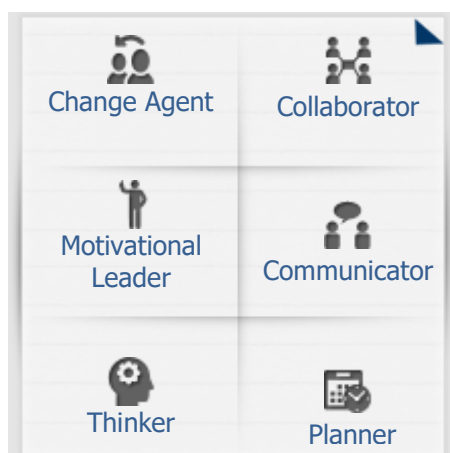 Change Agent
Collaborator
Motivational
Leader
Communicator
Thinker
Planner